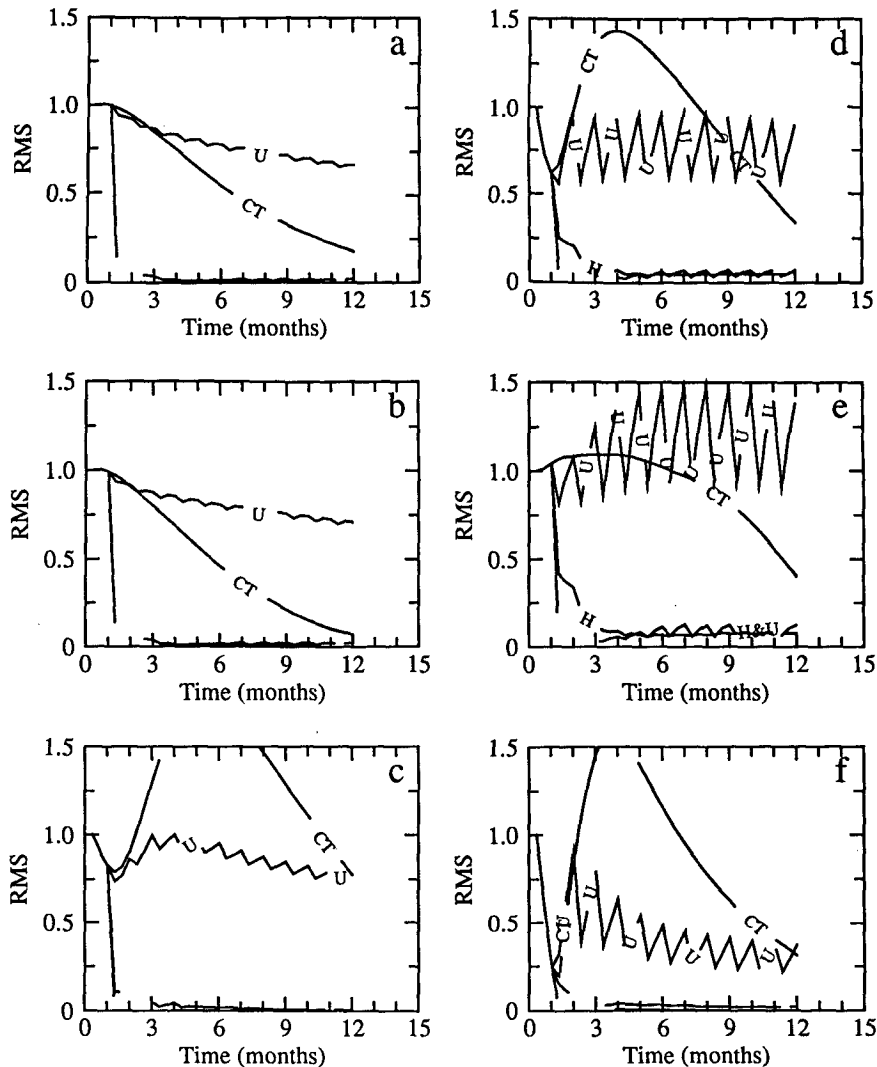 a
1.5
1.0
0.5
0
RMS
U
CT
0 3 6 9 12 15
Time (months)
d
1.5
1.0
0.5
0
RMS
CT
U U U U U U
CT U
H
0 3 6 9 12 15
Time (months)
b
1.5
1.0
0.5
0
RMS
U
CT
0 3 6 9 12 15
Time (months)
e
1.5
1.0
0.5
0
RMS
U U U
U U U U U U
CT
H
H&U
0 3 6 9 12 15
Time (months)
c
1.5
1.0
0.5
0
RMS
U
CT
U
0 3 6 9 12 15
Time (months)
f
1.5
1.0
0.5
0
RMS
U
U
CT
CT
U U U
0 3 6 9 12 15
Time (months)